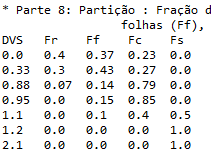 * Parte 8: Partição : Fração d
folhas (Ff),
DVS Fr Ff Fc Fs
0.0 0.4 0.37 0.23 0.0
0.33 0.3 0.43 0.27 0.0
0.88 0.07 0.14 0.79 0.0
0.95 0.0 0.15 0.85 0.0
1.1 0.0 0.1 0.4 0.5
1.2 0.0 0.0 0.0 1.0
2.1 0.0 0.0 0.0 1.0